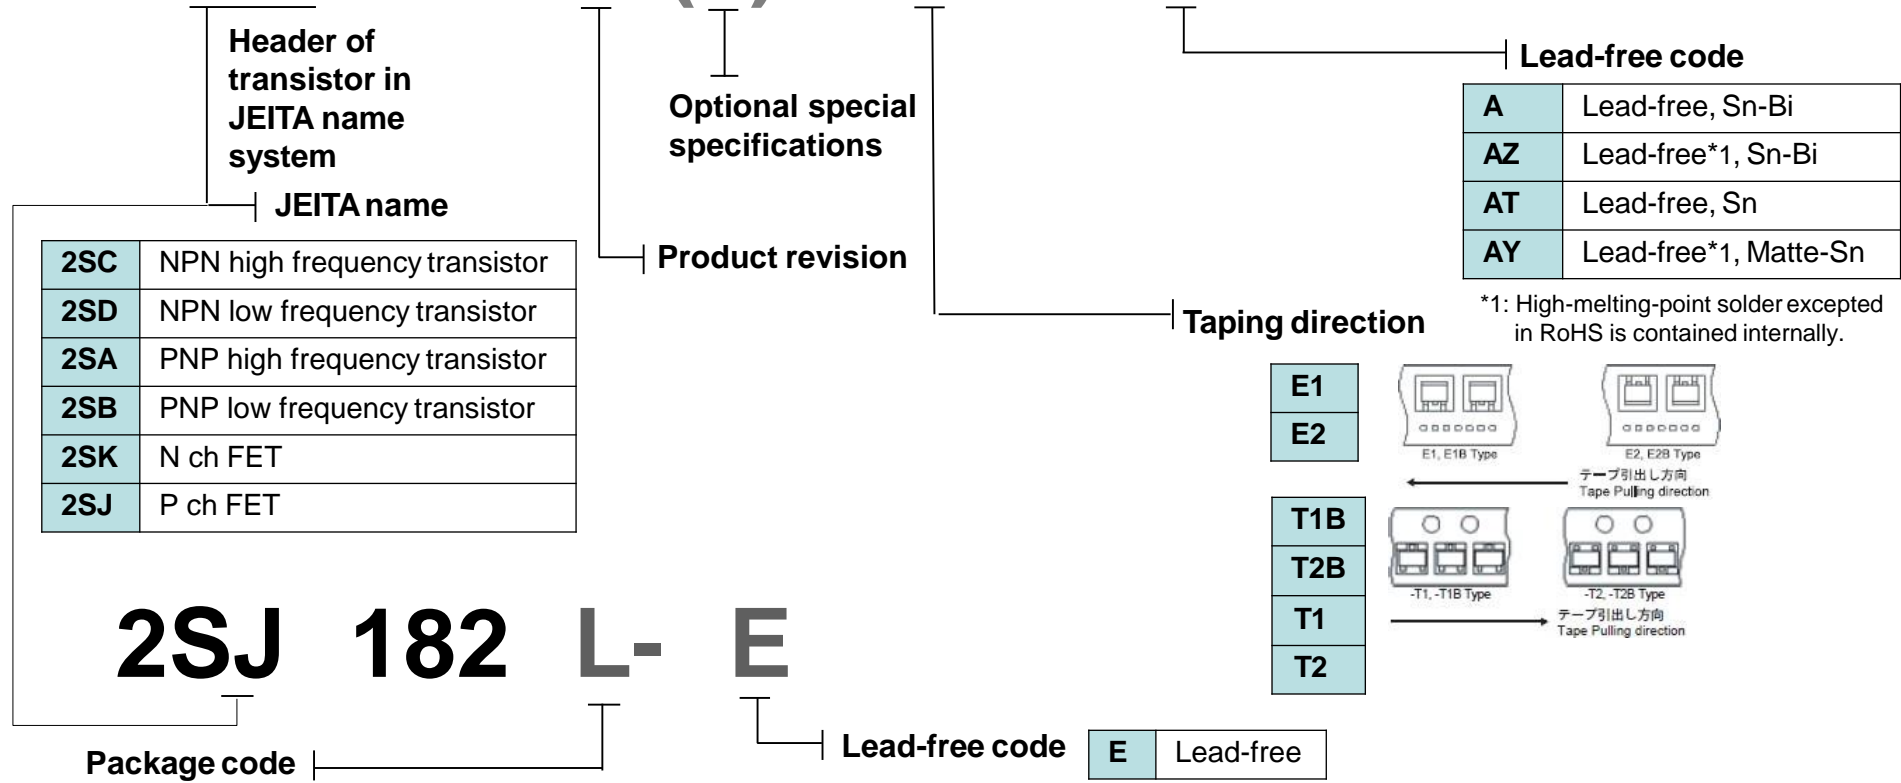 Header of
transistor in
JEITA name
system
JEITA name
Optional special
specifications
Product revision
Lead-free code
A Lead-free, Sn-Bi
AZ Lead-free*1, Sn-Bi
AT Lead-free, Sn
AY Lead-free*1, Matte-Sn
*1: High-melting-point solder excepted
in RoHS is contained internally.
2SC NPN high frequency transistor
2SD NPN low frequency transistor
2SA PNP high frequency transistor
2SB PNP low frequency transistor
2SK N ch FET
2SJ P ch FET
Taping direction
E1
E2
E1, E1B Type
E2, E2B Type
テープ引出し方向
Tape Pulling direction
T1B
T2B
T1
T2
-T1, -T1B Type
-T2, -T2B Type
テープ引出し方向
Tape Pulling direction
2SJ 182 L- E
Package code
Lead-free code
E Lead-free